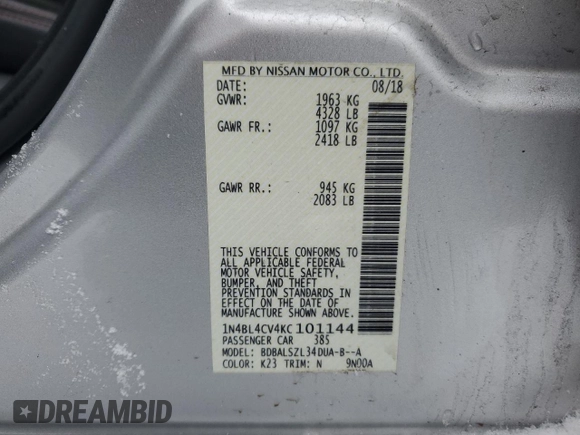 MFD BY NISSAN MOTOR CO., LTD.
DATE: 08/18
GVWR: 1963 KG
4328 LB
GAWR FR.: 1097 KG
2418 LB
GAWR RR.: 945 KG
2083 LB
THIS VEHICLE CONFORMS TO
ALL APPLICABLE FEDERAL
MOTOR VEHICLE SAFETY,
BUMPER, AND THEFT
PREVENTION STANDARDS IN
EFFECT ON THE DATE OF
MANUFACTURE SHOWN ABOVE.
1N4BL4CV4KC101144
PASSENGER CAR 385
MODEL: BDBALSZL34DUA-B--A
COLOR: K23 TRIM: N 9N00A
DREAMBID